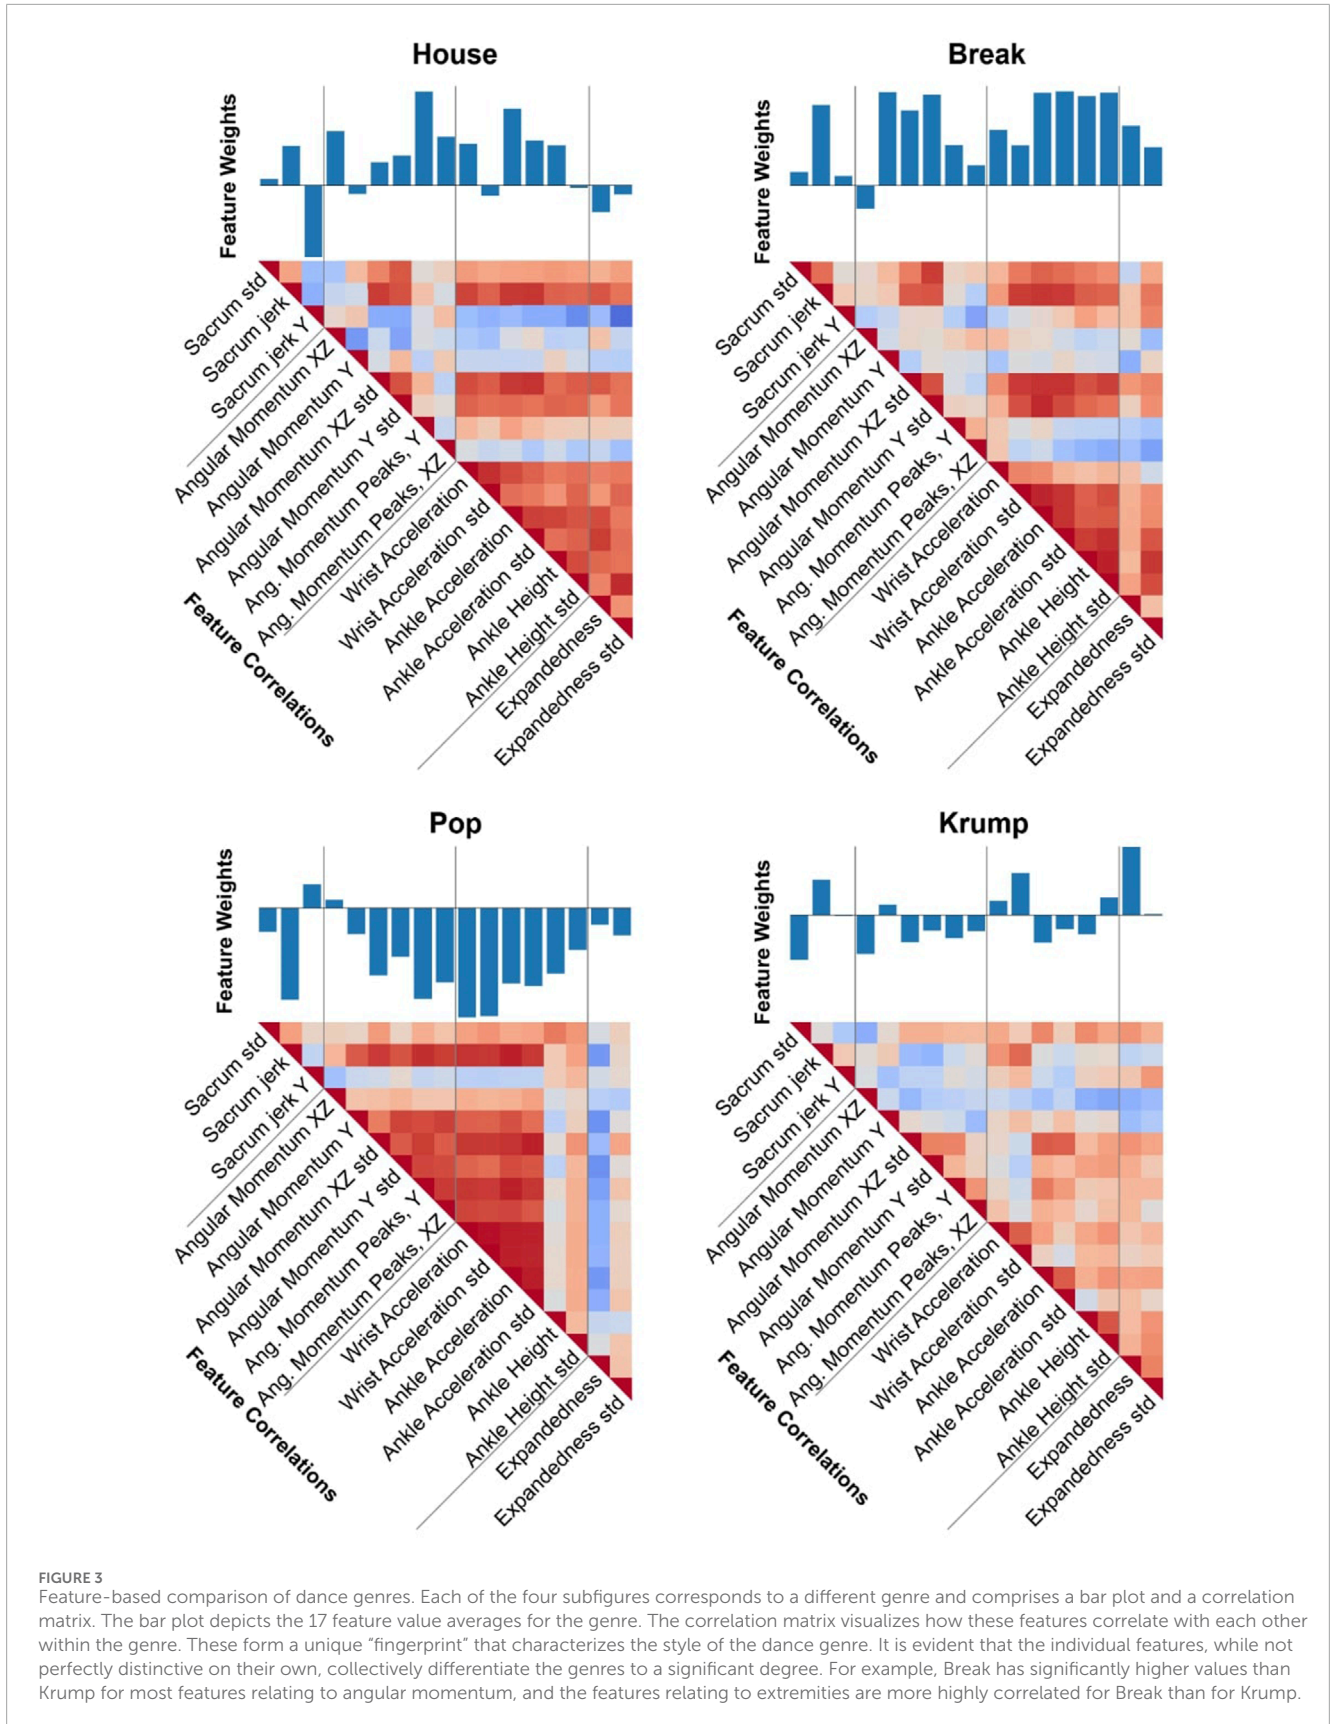 House
Feature Weights
Sacrum std
Sacrum jerk
Sacrum jerk Y
Angular Momentum XZ
Angular Momentum Y
Angular Momentum XZ std
Angular Momentum Y std
Ang. Momentum Peaks, Y
Ang. Momentum Peaks, XZ
Wrist Acceleration
Wrist Acceleration std
Ankle Acceleration
Ankle Acceleration std
Ankle Height
Ankle Height std
Expandedness
Expandedness std
Feature Correlations
Break
Feature Weights
Sacrum std
Sacrum jerk
Sacrum jerk Y
Angular Momentum XZ
Angular Momentum Y
Angular Momentum XZ std
Angular Momentum Y std
Ang. Momentum Peaks, Y
Ang. Momentum Peaks, XZ
Wrist Acceleration
Wrist Acceleration std
Ankle Acceleration
Ankle Acceleration std
Ankle Height
Ankle Height std
Expandedness
Expandedness std
Feature Correlations
Pop
Feature Weights
Sacrum std
Sacrum jerk
Sacrum jerk Y
Angular Momentum XZ
Angular Momentum Y
Angular Momentum XZ std
Angular Momentum Y std
Ang. Momentum Peaks, Y
Ang. Momentum Peaks, XZ
Wrist Acceleration
Wrist Acceleration std
Ankle Acceleration
Ankle Acceleration std
Ankle Height
Ankle Height std
Expandedness
Expandedness std
Feature Correlations
Krump
Feature Weights
Sacrum std
Sacrum jerk
Sacrum jerk Y
Angular Momentum XZ
Angular Momentum Y
Angular Momentum XZ std
Angular Momentum Y std
Ang. Momentum Peaks, Y
Ang. Momentum Peaks, XZ
Wrist Acceleration
Wrist Acceleration std
Ankle Acceleration
Ankle Acceleration std
Ankle Height
Ankle Height std
Expandedness
Expandedness std
Feature Correlations
FIGURE 3
Feature-based comparison of dance genres. Each of the four subfigures corresponds to a different genre and comprises a bar plot and a correlation
matrix. The bar plot depicts the 17 feature value averages for the genre. The correlation matrix visualizes how these features correlate with each other
within the genre. These form a unique “fingerprint” that characterizes the style of the dance genre. It is evident that the individual features, while not
perfectly distinctive on their own, collectively differentiate the genres to a significant degree. For example, Break has significantly higher values than
Krump for most features relating to angular momentum, and the features relating to extremities are more highly correlated for Break than for Krump.